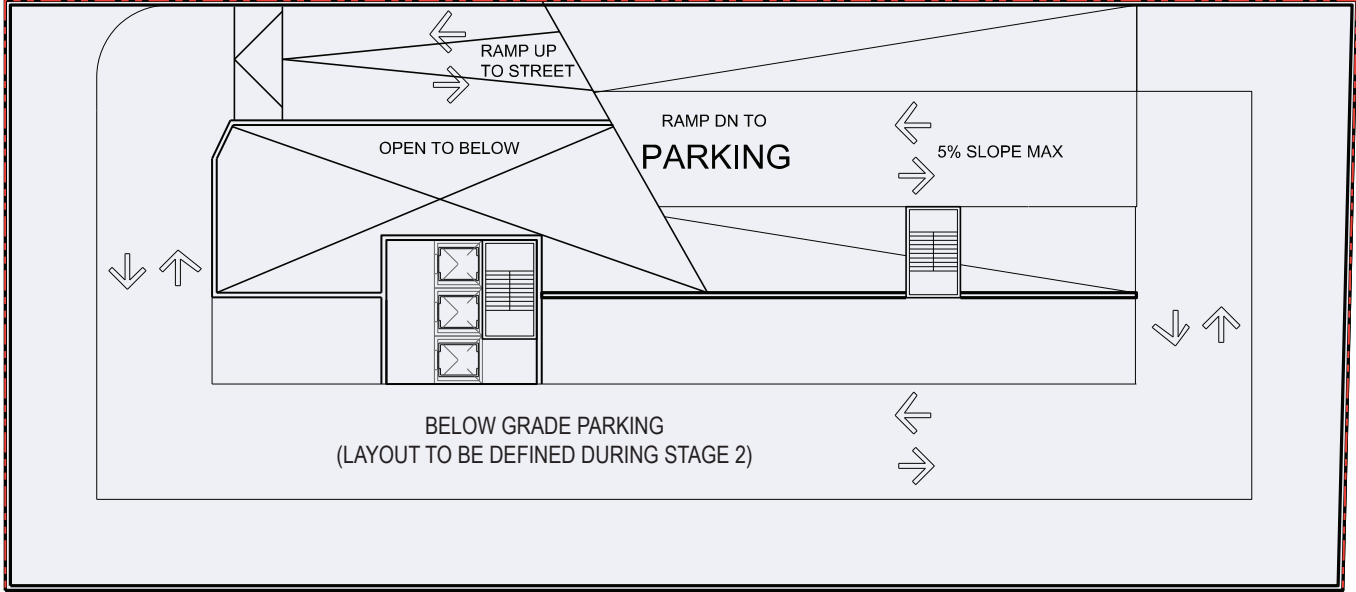 RAMP UP
TO STREET
RAMP DN TO
PARKING
OPEN TO BELOW
5% SLOPE MAX
BELOW GRADE PARKING
(LAYOUT TO BE DEFINED DURING STAGE 2)